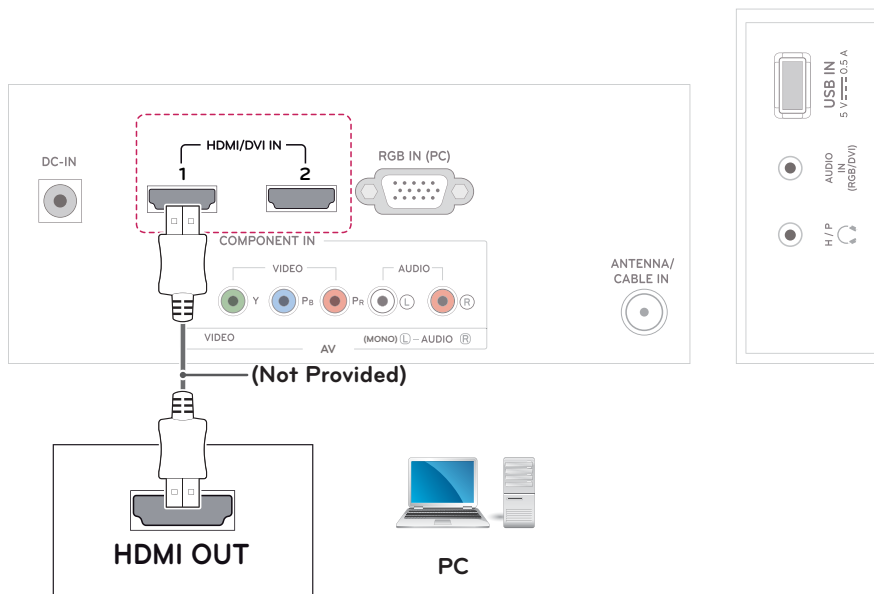 DC-IN
HDMI/DVI IN
1
2
RGB IN (PC)
COMPONENT IN
VIDEO
AUDIO
Y
PB
PR
L
R
VIDEO
(MONO) L - AUDIO R
AV
ANTENNA/
CABLE IN
USB IN
5 V 0.5 A
AUDIO
IN
(RGB/DVI)
H / P
(Not Provided)
HDMI OUT
PC